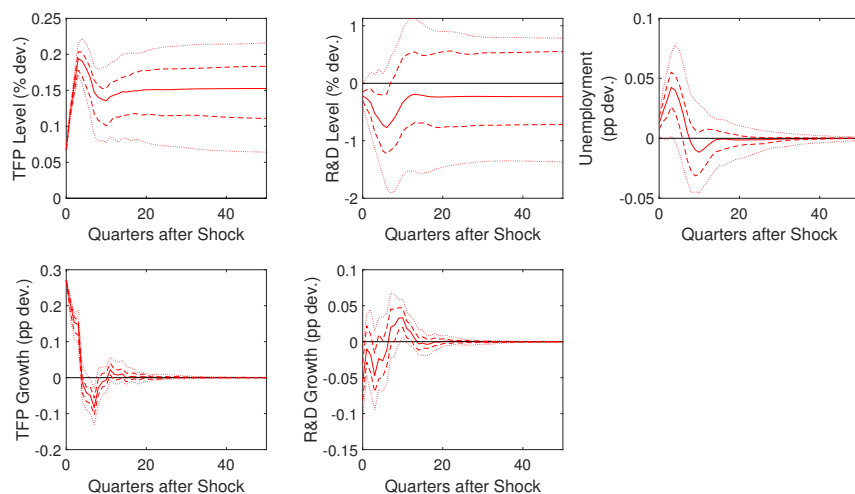 TFP Level (% dev.)
0.25
0.2
0.15
0.1
0.05
0
0 20 40
Quarters after Shock
R&D Level (% dev.)
1
0
-1
-2
0 20 40
Quarters after Shock
Unemployment
(pp dev.)
0.1
0.05
0
-0.05
0 20 40
Quarters after Shock
TFP Growth (pp dev.)
0.3
0.2
0.1
0
-0.1
-0.2
0 20 40
Quarters after Shock
R&D Growth (pp dev.)
0.1
0.05
0
-0.05
-0.1
-0.15
0 20 40
Quarters after Shock